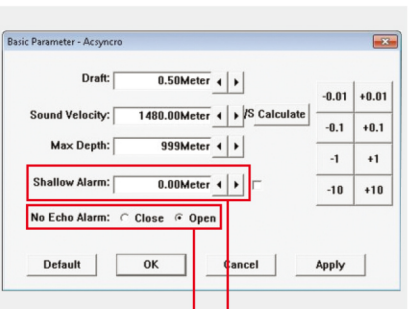 Basic Parameter - Acsyncro
Draft: 0.50Meter
Sound Velocity: 1480.00Meter /S Calculate
Max Depth: 999Meter
Shallow Alarm: 0.00Meter
No Echo Alarm: Close Open
-0.01 +0.01
-0.1 +0.1
-1 +1
-10 +10
Default OK Cancel Apply